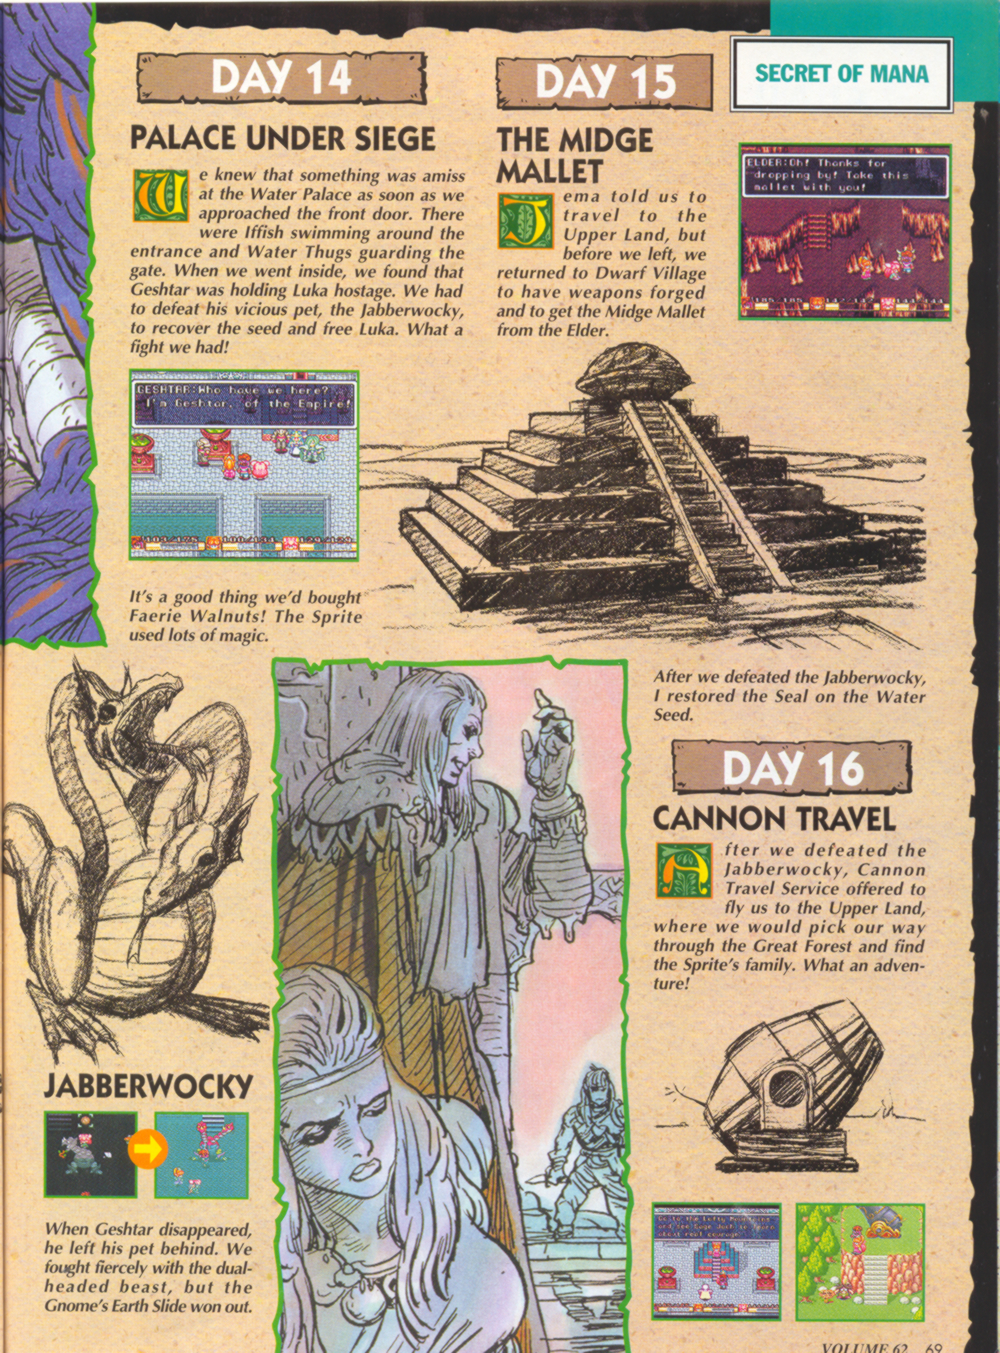 SECRET OF MANA
DAY 14
PALACE UNDER SIEGE
We knew that something was amiss
at the Water Palace as soon as we
approached the front door. There
were Iffish swimming around the
entrance and Water Thugs guarding the
gate. When we went inside, we found that
Geshtar was holding Luka hostage. We had
to defeat his vicious pet, the Jabberwocky,
to recover the seed and free Luka. What a
fight we had!
GESHTAR:Who have we here?
I'm Geshtar, of the Empire!
It's a good thing we'd bought
Faerie Walnuts! The Sprite
used lots of magic.
JABBERWOCKY
When Geshtar disappeared,
he left his pet behind. We
fought fiercely with the dual-
headed beast, but the
Gnome's Earth Slide won out.
DAY 15
THE MIDGE
MALLET
Jema told us to
travel to the
Upper Land, but
before we left, we
returned to Dwarf Village
to have weapons forged
and to get the Midge Mallet
from the Elder.
ELDER:Oh! Thanks for
dropping by! Take this
mallet with you!
After we defeated the Jabberwocky,
I restored the Seal on the Water
Seed.
DAY 16
CANNON TRAVEL
After we defeated the
Jabberwocky, Cannon
Travel Service offered to
fly us to the Upper Land,
where we would pick our way
through the Great Forest and find
the Sprite's family. What an adven-
ture!
VOLUME 62 69